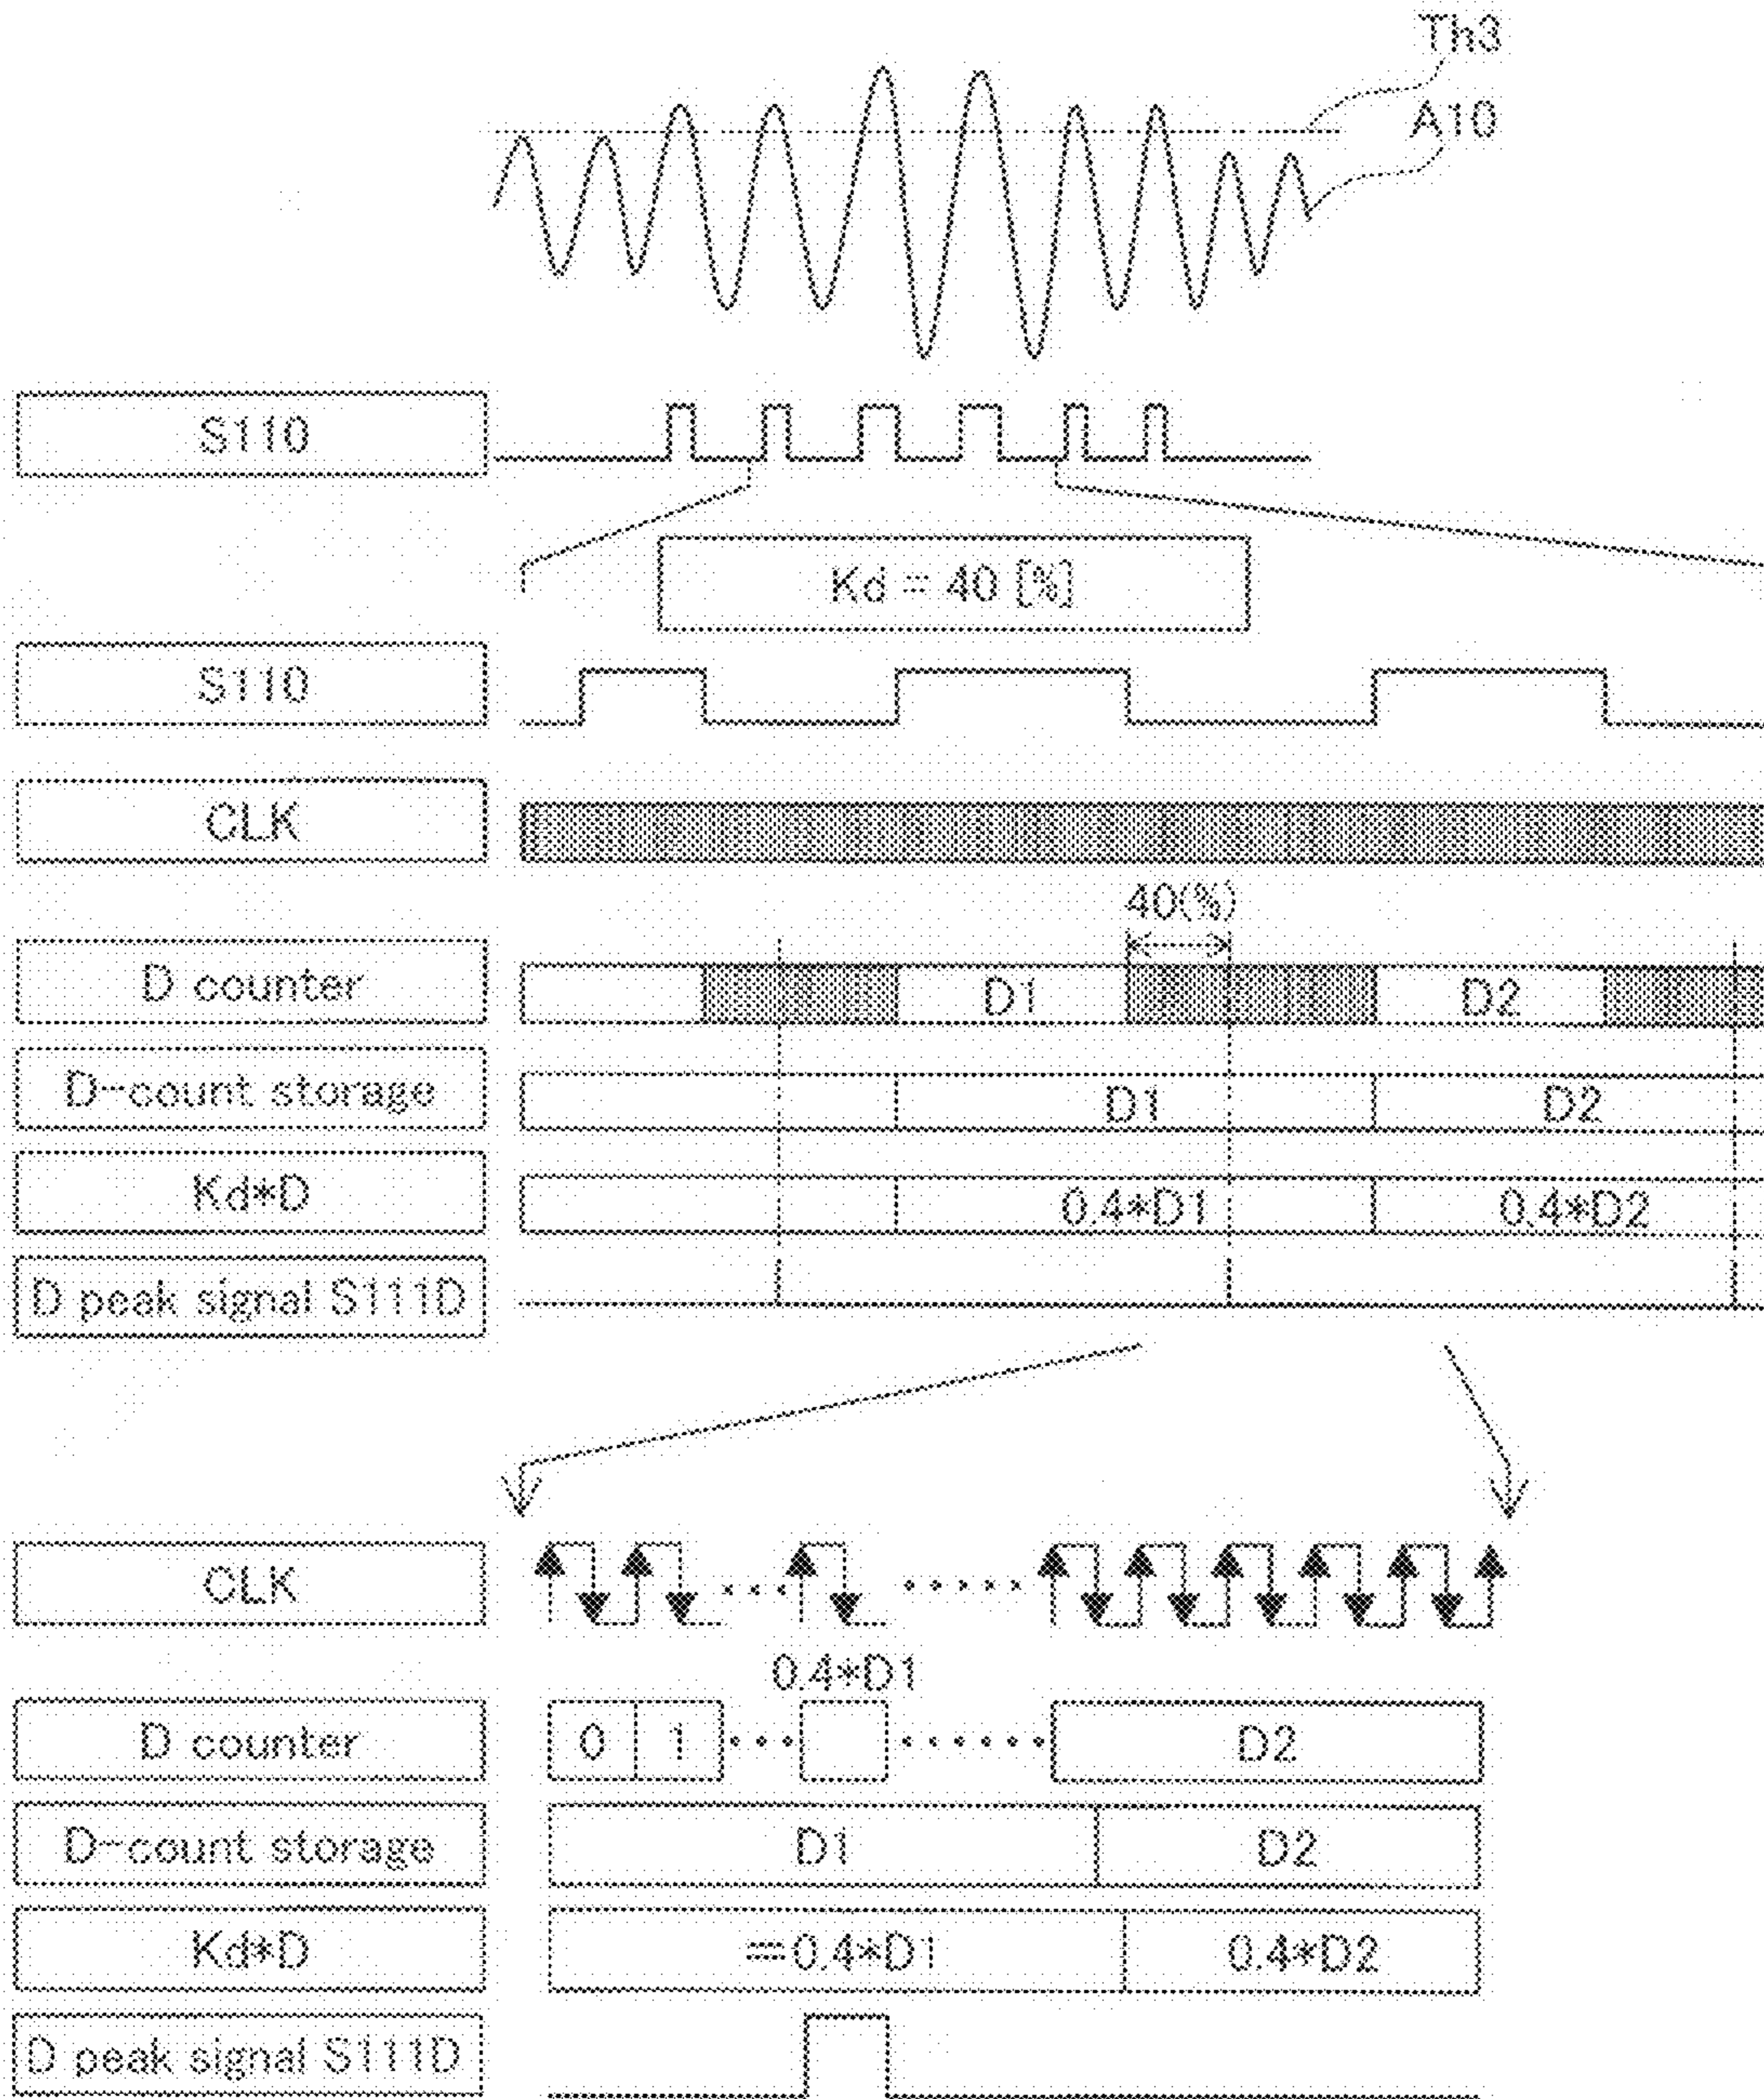 Th3
A10
S110
Kd = 40 [%]
S110
CLK
40(%)
D counter
D1
D2
D-count storage
D1
D2
Kd*D
0.4*D1
0.4*D2
D peak signal S111D
CLK
0.4*D1
D counter
0
1
D2
D-count storage
D1
D2
Kd*D
=0.4*D1
0.4*D2
D peak signal S111D